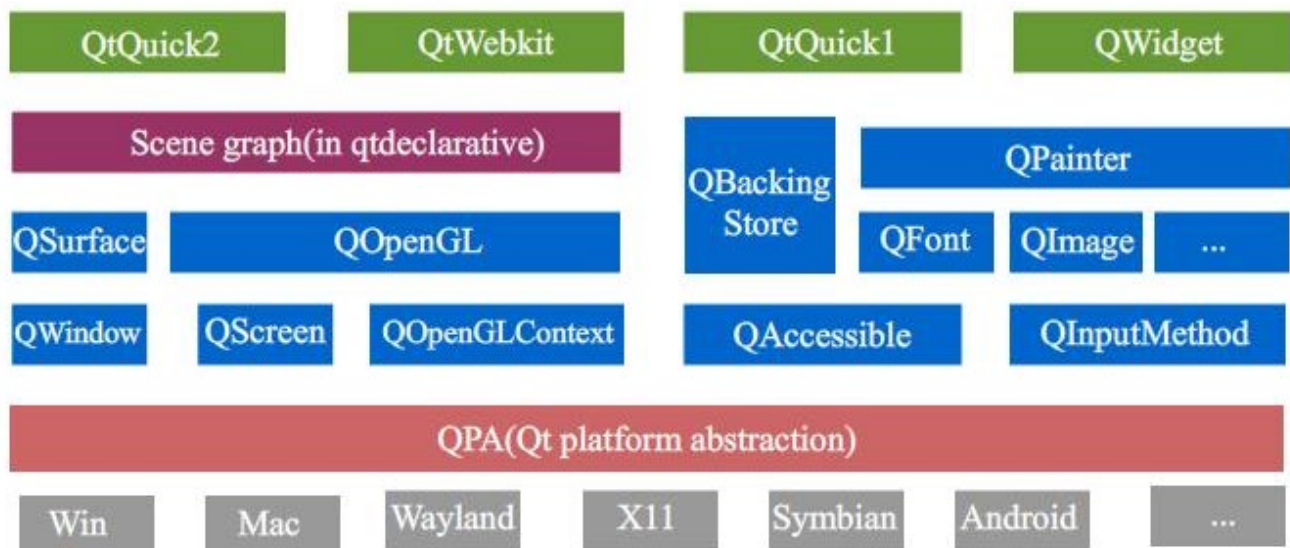 QtQuick2
QtWebkit
QtQuick1
QWidget
Scene graph(in qtdeclarative)
QBacking
Store
QPainter
QSurface
QOpenGL
QFont
QImage
...
QWindow
QScreen
QOpenGLContext
QAccessible
QInputMethod
QPA(Qt platform abstraction)
Win
Mac
Wayland
X11
Symbian
Android
...